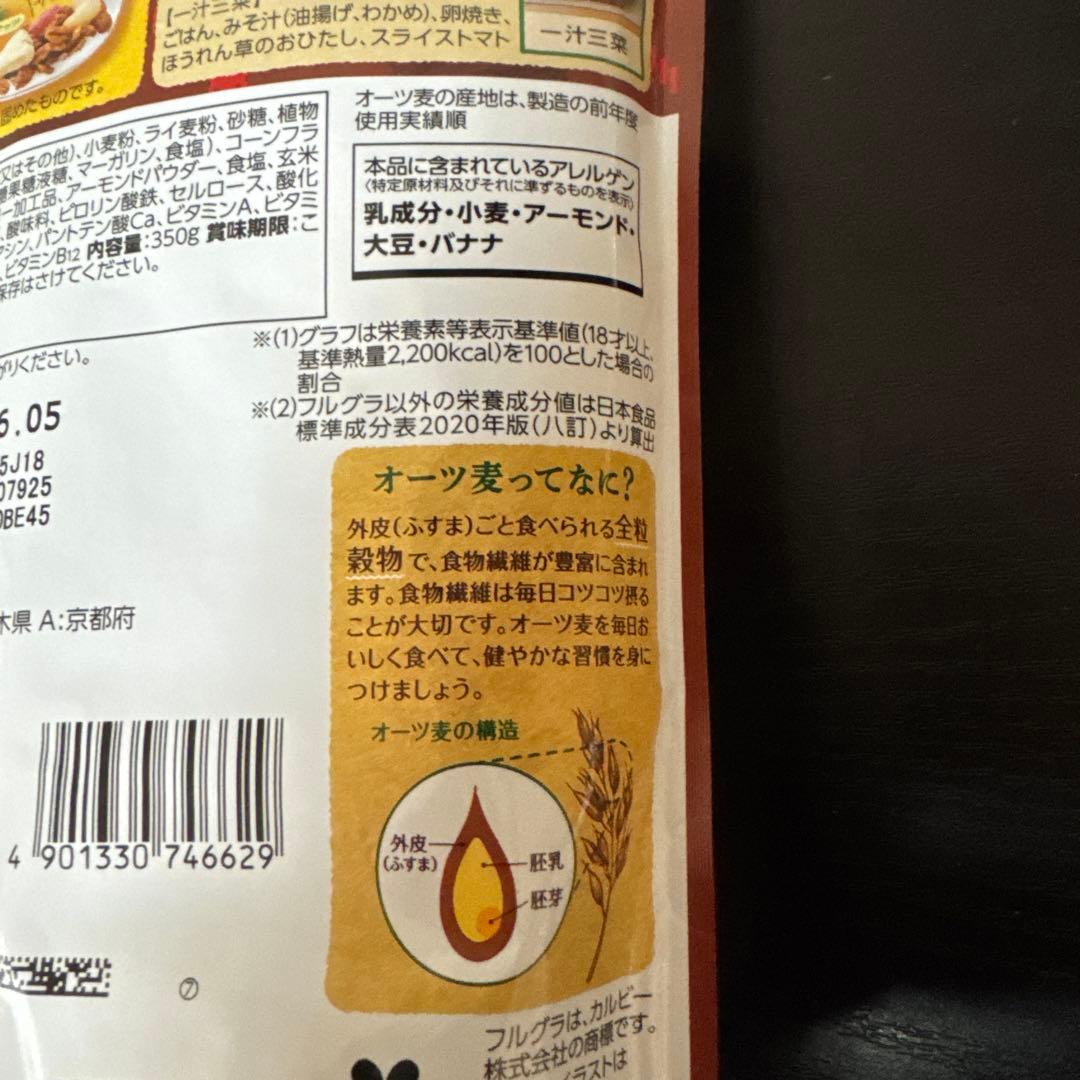 【一汁三菜】
ごはん、みそ汁(油揚げ、わかめ)、卵焼き、
ほうれん草のおひたし、スライストマト
一汁三菜
固めたものです。
又はその他)、小麦粉、ライ麦粉、砂糖、植物
糖果糖液糖、マーガリン、食塩)、コーンフラ
ー加工品、アーモンドパウダー、食塩、玄米
、酸味料、ピロリン酸鉄、セルロース、酸化
シン、パントテン酸Ca、ビタミンA、ビタミ
、ビタミンB12 内容量:350g 賞味期限:こ
保存はさけてください。
オーツ麦の産地は、製造の前年度
使用実績順
本品に含まれているアレルゲン
〈特定原材料及びそれに準ずるものを表示〉
乳成分・小麦・アーモンド・
大豆・バナナ
※(1)グラフは栄養素等表示基準値(18才以上、
基準熱量2,200kcal)を100とした場合の
割合
※(2)フルグラ以外の栄養成分値は日本食品
標準成分表2020年版(八訂)より算出
がりください。
6.05
5J18
07925
0BE45
木県 A:京都府
オーツ麦ってなに?
外皮(ふすま)ごと食べられる全粒
穀物で、食物繊維が豊富に含まれ
ます。食物繊維は毎日コツコツ摂る
ことが大切です。オーツ麦を毎日お
いしく食べて、健やかな習慣を身に
つけましょう。
オーツ麦の構造
外皮
(ふすま)
胚乳
胚芽
4 901330 746629
⑦
フルグラは、カルビー
株式会社の商標です。
イラストは